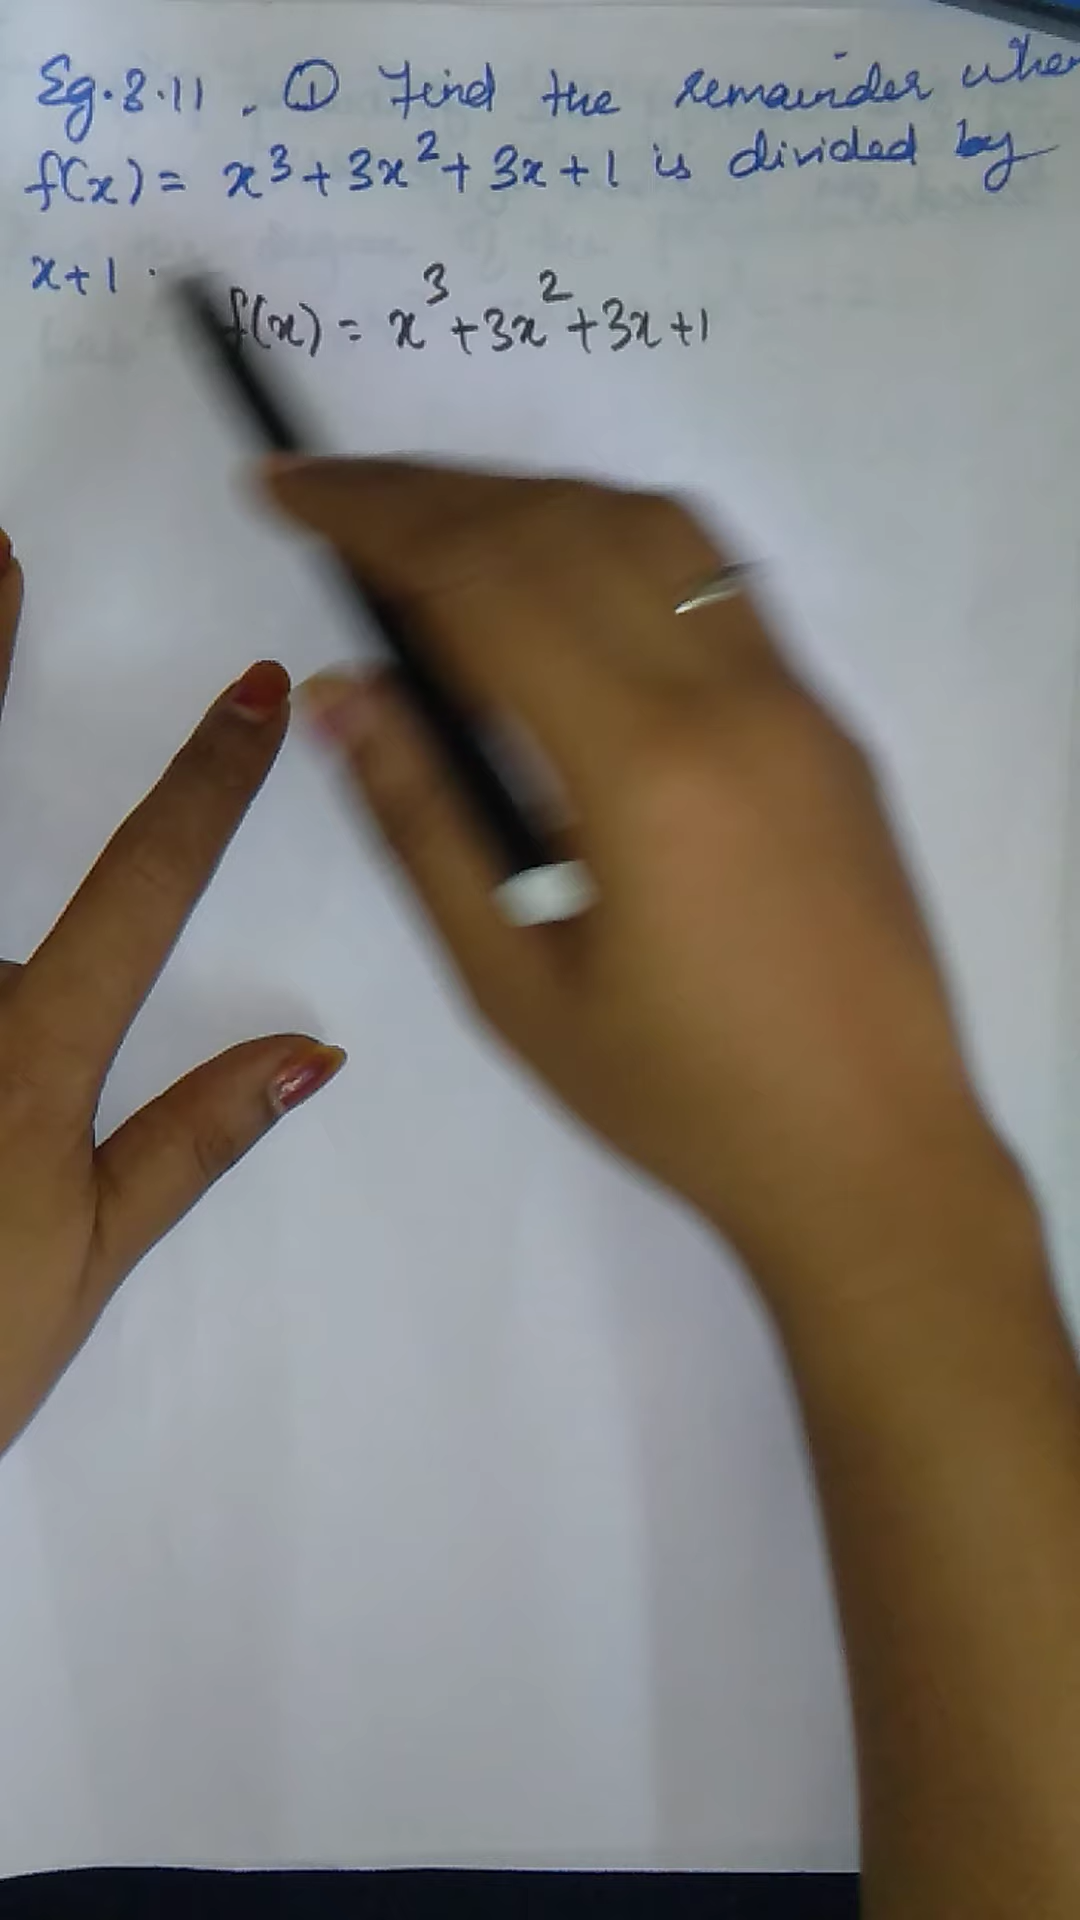 Eg.8.11. ① Find the remainder when
f(x) = x³ + 3x² + 3x + 1 is divided by
x+1.
f(x) = x³ + 3x² + 3x + 1